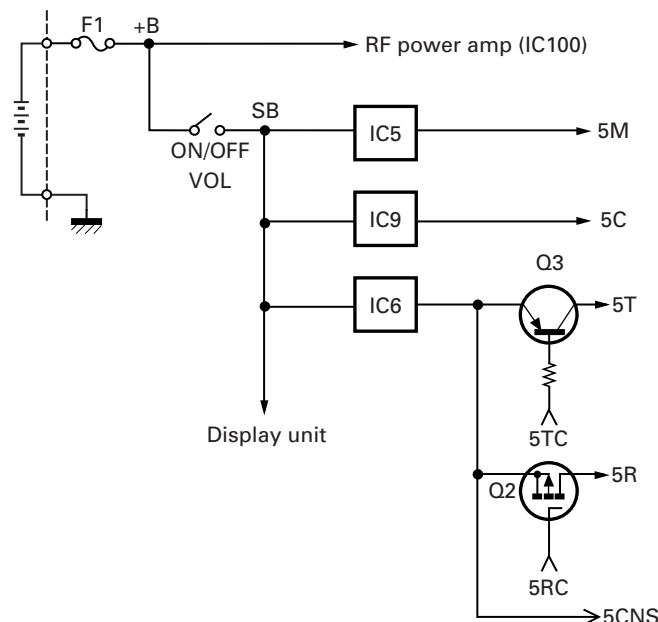 F1
+B
RF power amp (IC100)
SB
ON/OFF
VOL
IC5
5M
IC9
5C
Q3
IC6
5T
5TC
Display unit
Q2
5R
5RC
5CNS